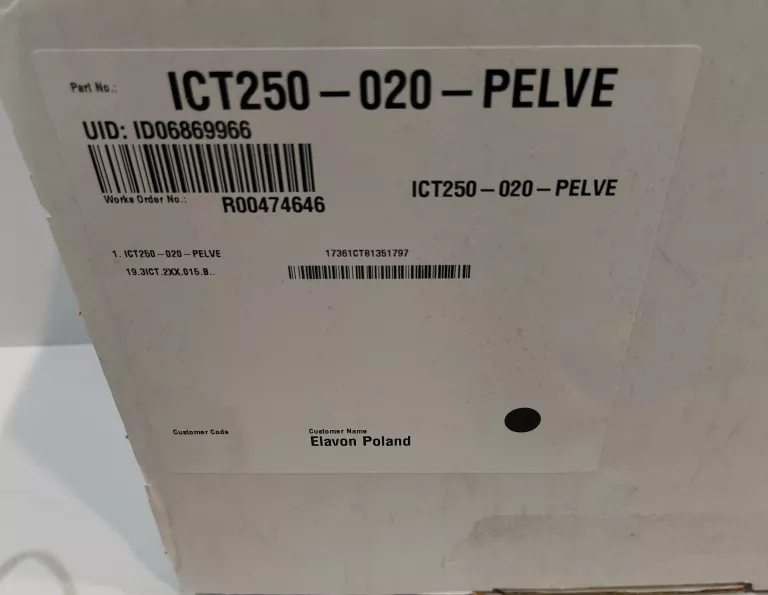 Part No.: ICT250-020-PELVE
UID: ID06869966
ICT250-020-PELVE
Works Order No.: R00474646
1. ICT250-020-PELVE 17361CT81351797
19.3ICT.2XX.015.B..
Customer Code Customer Name
Elavon Poland